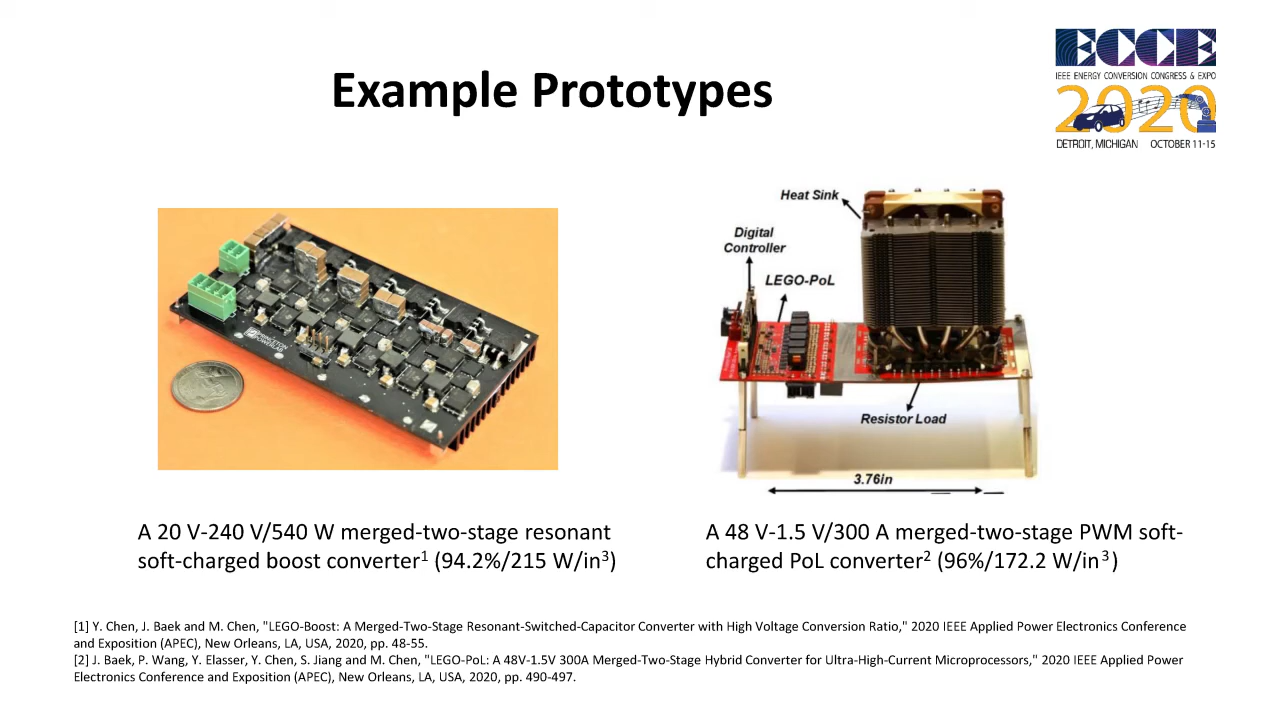 Example Prototypes
ECCE
IEEE ENERGY CONVERSION CONGRESS & EXPO
2020
DETROIT, MICHIGAN OCTOBER 11-15
PRINCETON
POWERLAB
Heat Sink
Digital
Controller
LEGO-PoL
Resistor Load
3.76in
A 20 V-240 V/540 W merged-two-stage resonant
soft-charged boost converter¹ (94.2%/215 W/in³)
A 48 V-1.5 V/300 A merged-two-stage PWM soft-
charged PoL converter² (96%/172.2 W/in³)
[1] Y. Chen, J. Baek and M. Chen, "LEGO-Boost: A Merged-Two-Stage Resonant-Switched-Capacitor Converter with High Voltage Conversion Ratio," 2020 IEEE Applied Power Electronics Conference
and Exposition (APEC), New Orleans, LA, USA, 2020, pp. 48-55.
[2] J. Baek, P. Wang, Y. Elasser, Y. Chen, S. Jiang and M. Chen, "LEGO-PoL: A 48V-1.5V 300A Merged-Two-Stage Hybrid Converter for Ultra-High-Current Microprocessors," 2020 IEEE Applied Power
Electronics Conference and Exposition (APEC), New Orleans, LA, USA, 2020, pp. 490-497.